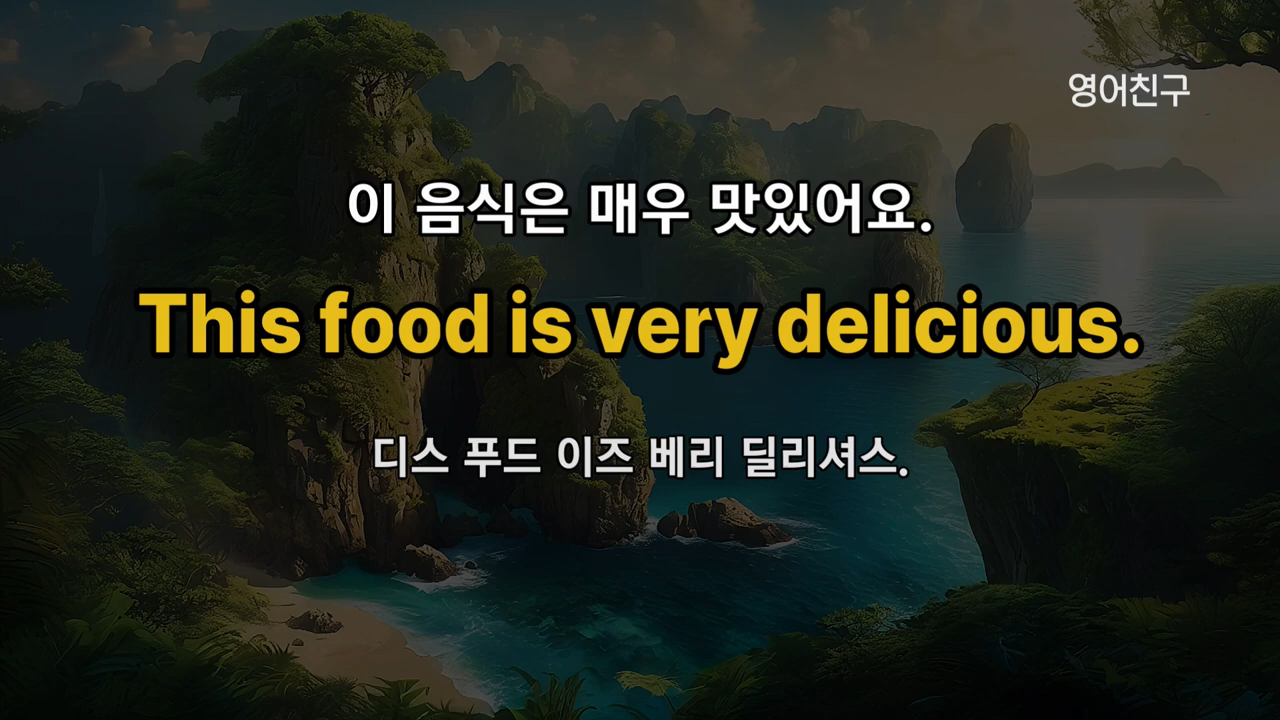 영어친구
이 음식은 매우 맛있어요.
This food is very delicious.
디스 푸드 이즈 베리 딜리셔스.